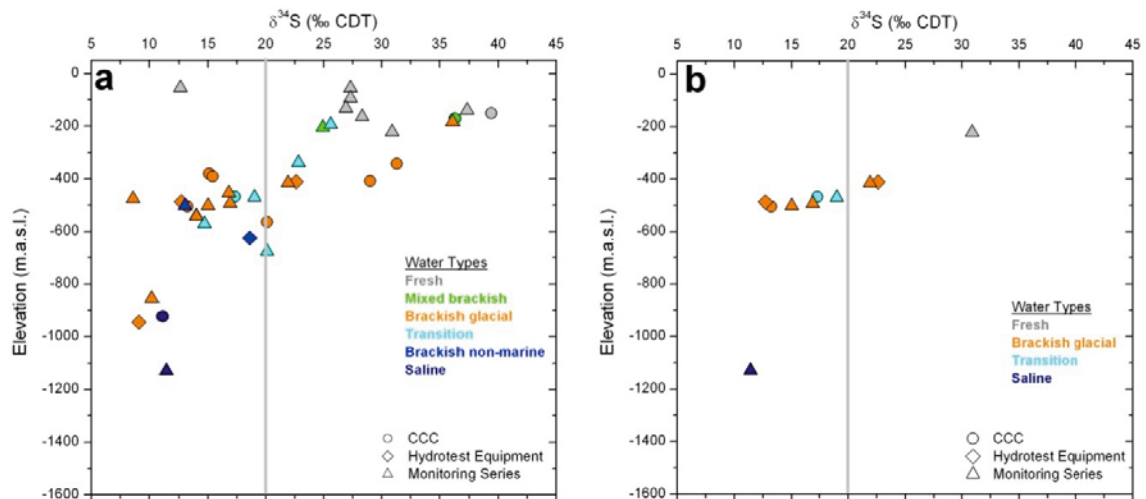 δ³⁴S (‰ CDT)
5 10 15 20 25 30 35 40 45
a
0
-200
-400
-600
-800
-1000
-1200
-1400
-1600
Elevation (m.a.s.l.)
Water Types
Fresh
Mixed brackish
Brackish glacial
Transition
Brackish non-marine
Saline
CCC
Hydrotest Equipment
Monitoring Series
δ³⁴S (‰ CDT)
5 10 15 20 25 30 35 40 45
b
0
-200
-400
-600
-800
-1000
-1200
-1400
-1600
Elevation (m.a.s.l.)
Water Types
Fresh
Brackish glacial
Transition
Saline
CCC
Hydrotest Equipment
Monitoring Series